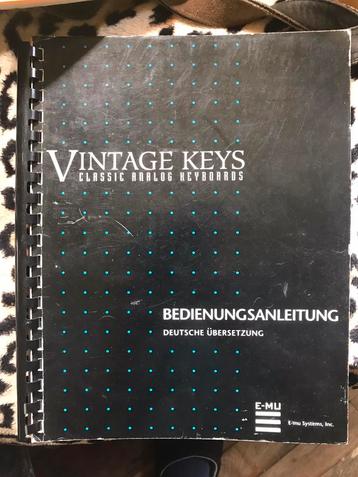 VINTAGE KEYS
CLASSIC ANALOG KEYBOARDS
BEDIENUNGSANLEITUNG
DEUTSCHE ÜBERSETZUNG
E-MU
E-mu Systems, Inc.